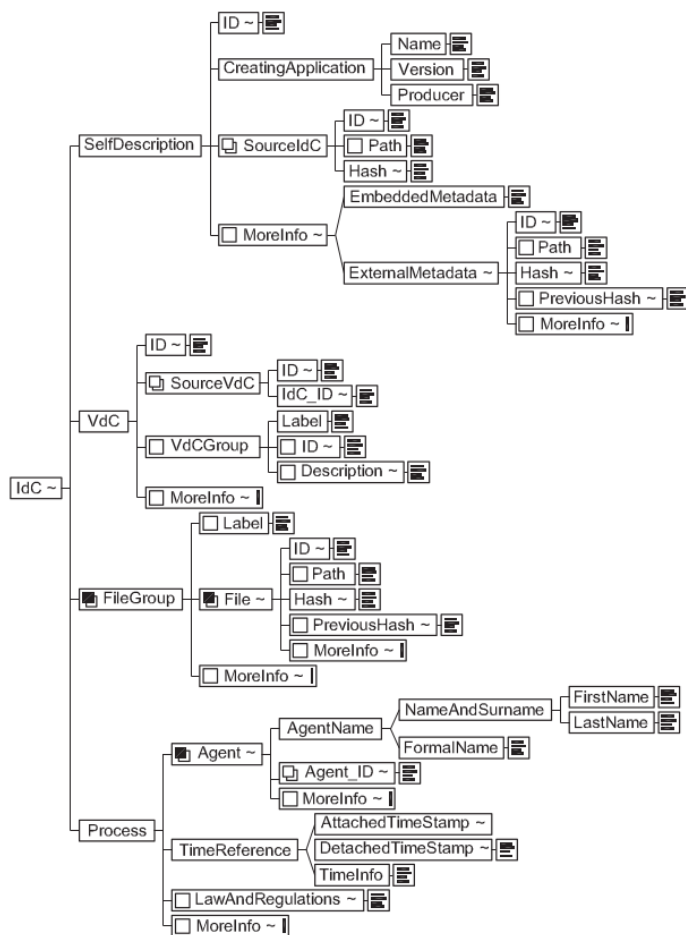 ID ~
CreatingApplication
Name
Version
Producer
SelfDescription
SourceIdC
ID ~
Path
Hash ~
MoreInfo ~
EmbeddedMetadata
ExternalMetadata ~
ID ~
Path
Hash ~
PreviousHash ~
MoreInfo ~
VdC
ID ~
SourceVdC
ID ~
IdC_ID ~
VdCGroup
Label
ID ~
Description ~
MoreInfo ~
IdC ~
FileGroup
Label
File ~
ID ~
Path
Hash ~
PreviousHash ~
MoreInfo ~
MoreInfo ~
Process
Agent ~
AgentName
NameAndSurname
FirstName
LastName
FormalName
Agent_ID ~
MoreInfo ~
TimeReference
AttachedTimeStamp ~
DetachedTimeStamp ~
TimeInfo
LawAndRegulations ~
MoreInfo ~